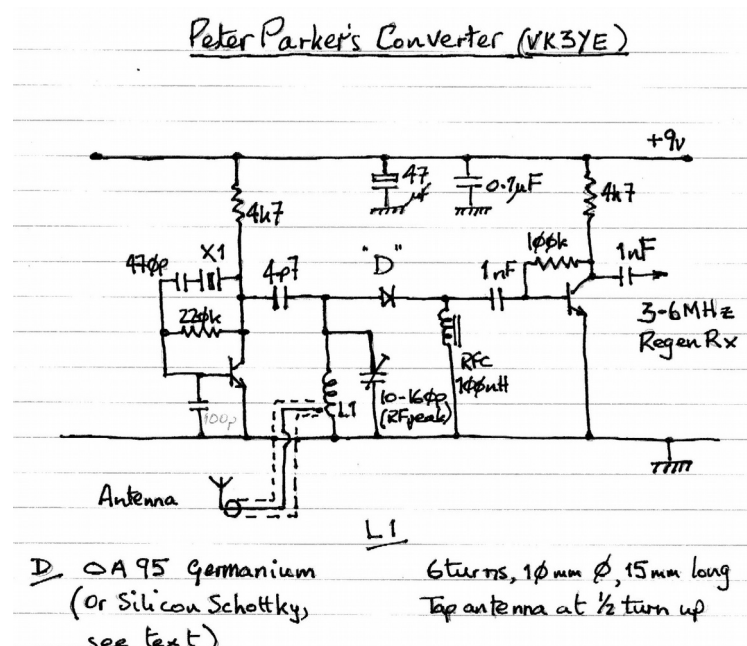 Peter Parker's Converter (VK3YE)
+9v
47
μF
0.1μF
4k7
4k7
470p
X1
4p7
"D"
1nF
100k
1nF
220k
3-6MHz
Regen Rx
RFC
100μH
100p
L1
10-160p
(RF peak)
Antenna
L1
D OA95 Germanium
(Or Silicon Schottky,
see text)
6 turns, 10mm Ø, 15mm long
Tap antenna at ½ turn up